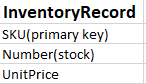 InventoryRecord
SKU(primary key)
Number(stock)
UnitPrice